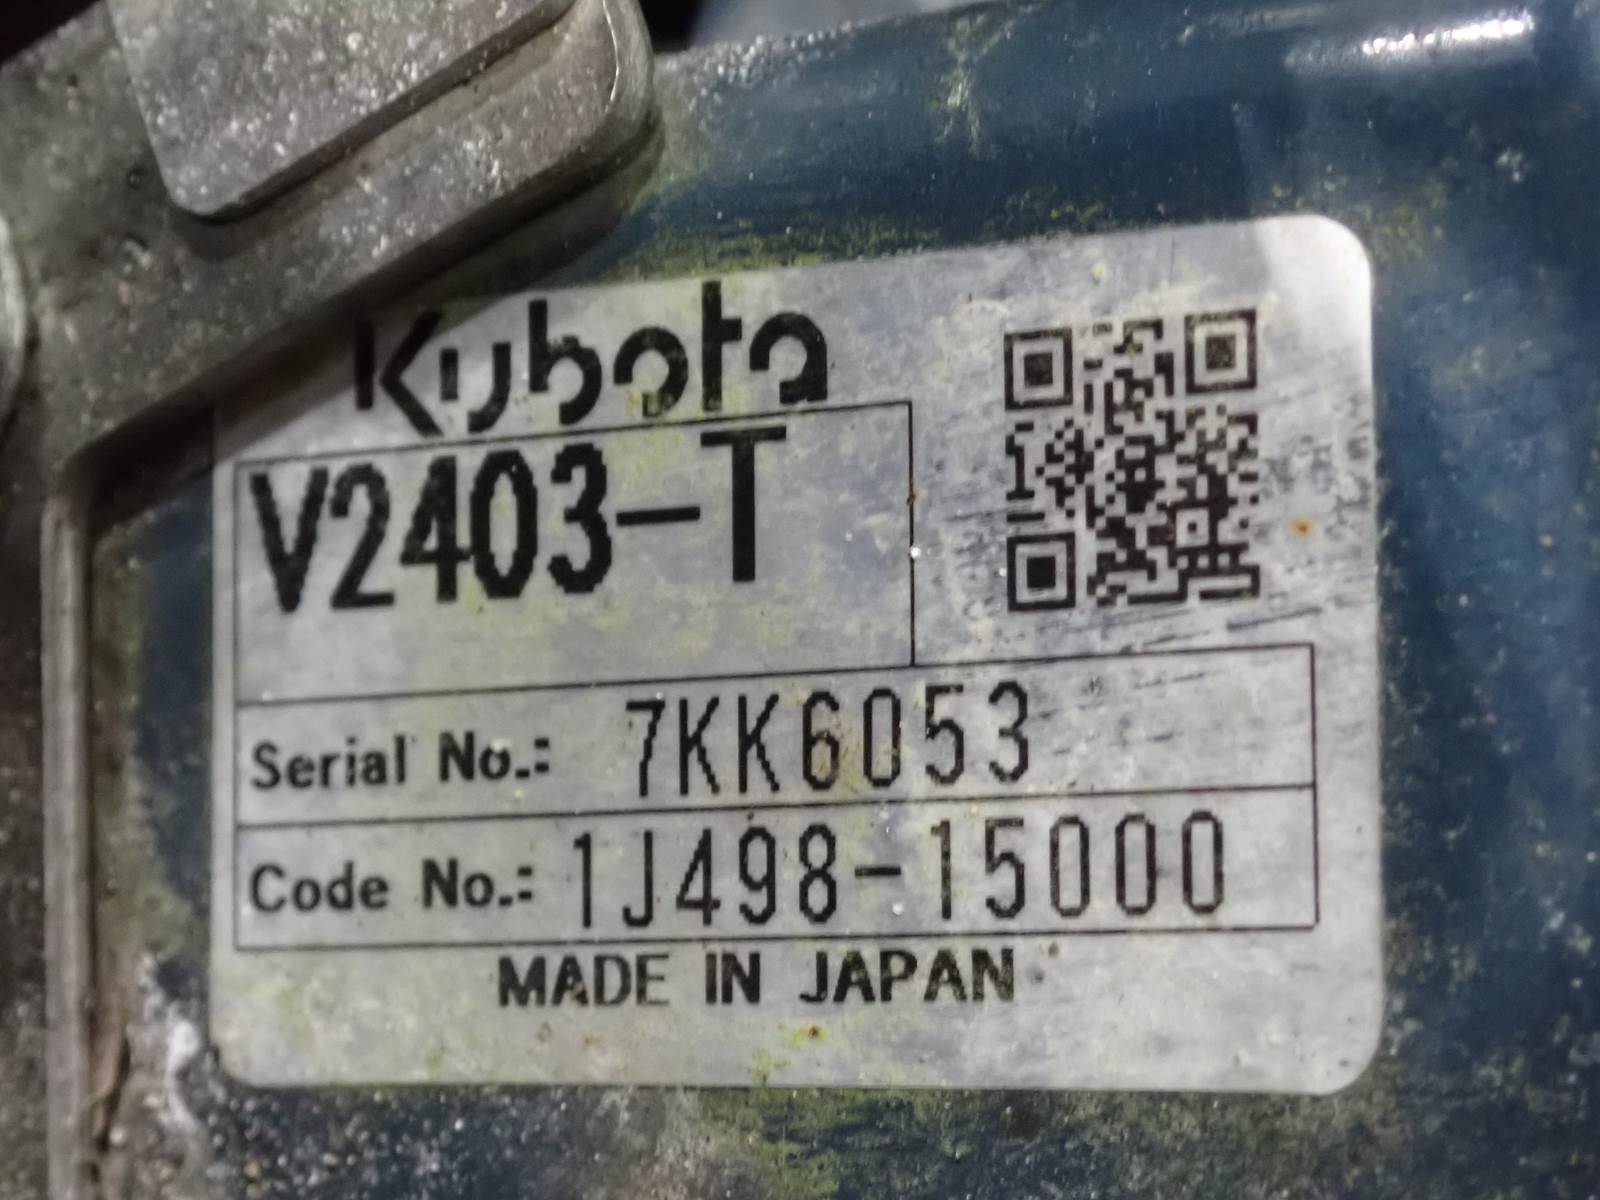 Kubota
V2403-T
Serial No.: 7KK6053
Code No.: 1J498-15000
MADE IN JAPAN